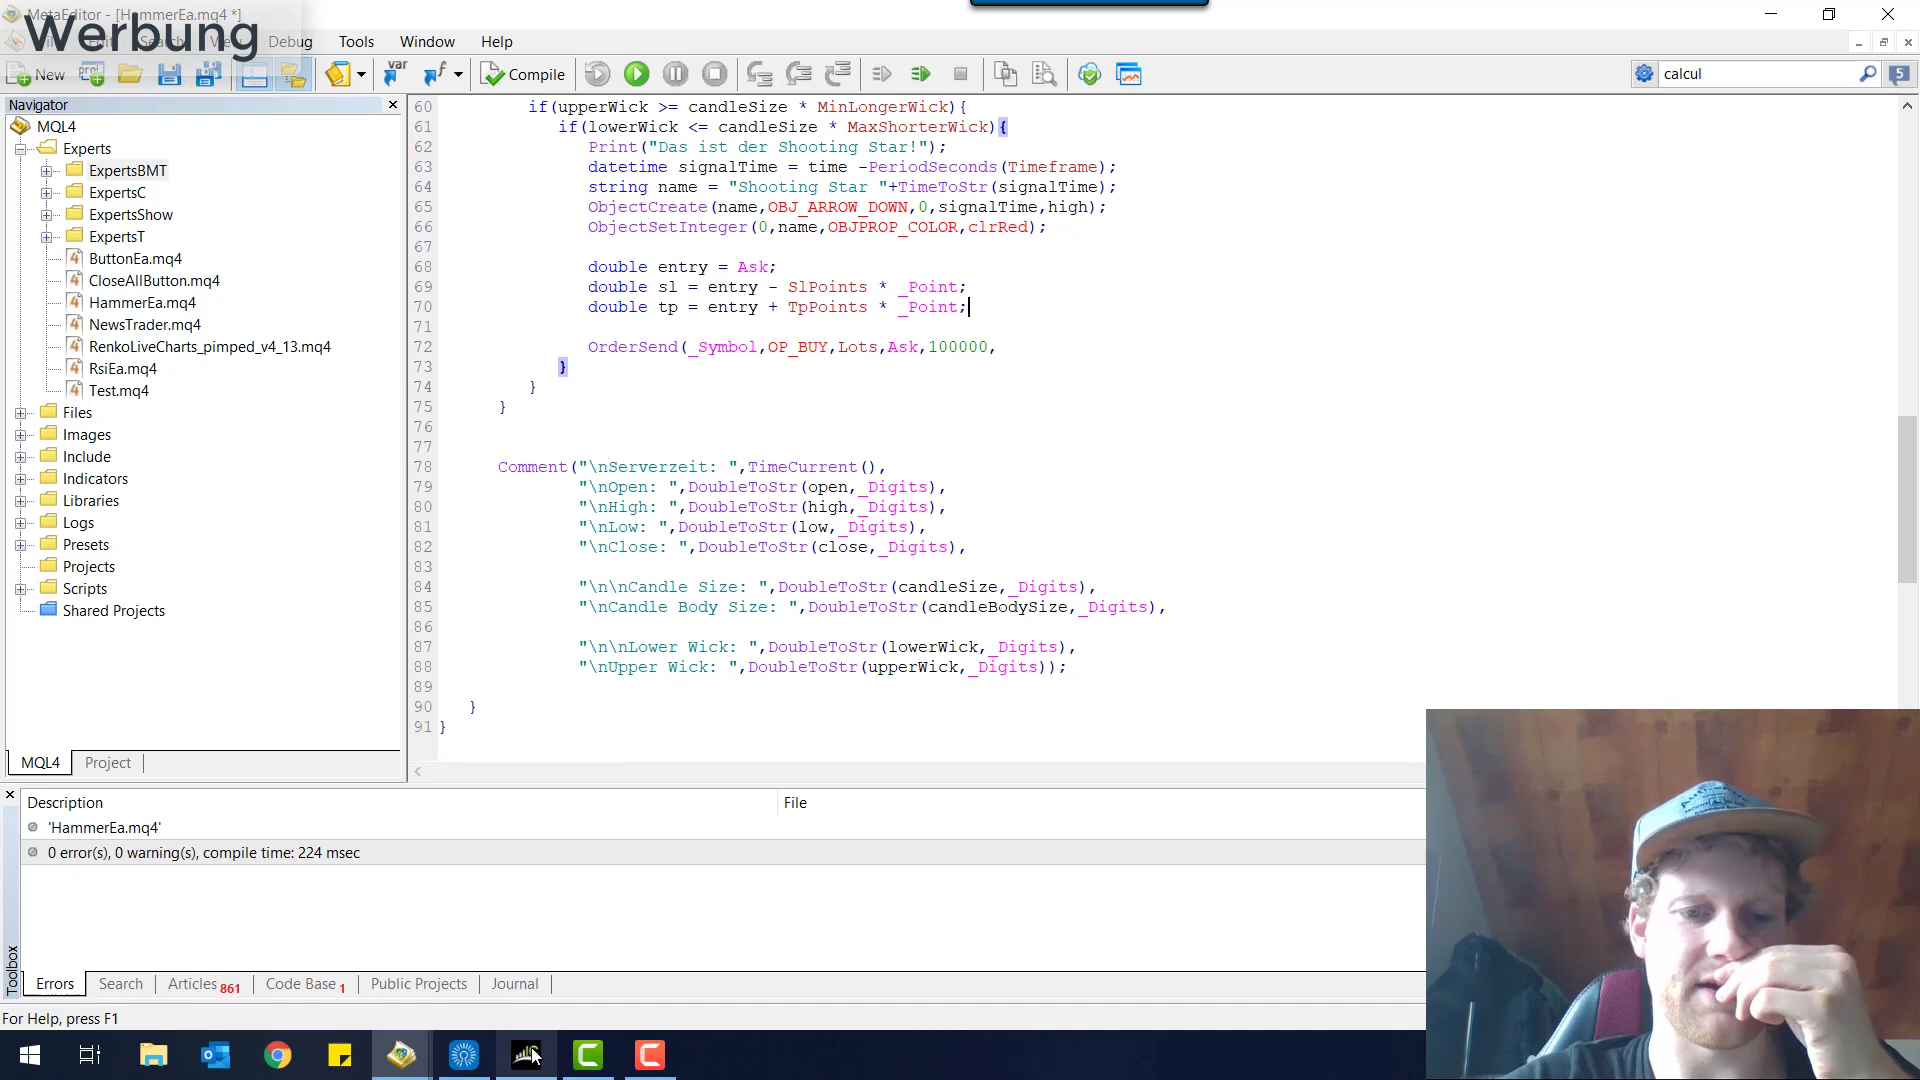 MetaEditor - [HammerEa.mq4 *]
Werbung
Debug Tools Window Help
New var Compile calcul 5
Navigator
MQL4
Experts
ExpertsBMT
ExpertsC
ExpertsShow
ExpertsT
ButtonEa.mq4
CloseAllButton.mq4
HammerEa.mq4
NewsTrader.mq4
RenkoLiveCharts_pimped_v4_13.mq4
RsiEa.mq4
Test.mq4
Files
Images
Include
Indicators
Libraries
Logs
Presets
Projects
Scripts
Shared Projects
MQL4 Project
60 if(upperWick >= candleSize * MinLongerWick){
61 if(lowerWick <= candleSize * MaxShorterWick){
62 Print("Das ist der Shooting Star!");
63 datetime signalTime = time -PeriodSeconds(Timeframe);
64 string name = "Shooting Star "+TimeToStr(signalTime);
65 ObjectCreate(name,OBJ_ARROW_DOWN,0,signalTime,high);
66 ObjectSetInteger(0,name,OBJPROP_COLOR,clrRed);
67
68 double entry = Ask;
69 double sl = entry - SlPoints * _Point;
70 double tp = entry + TpPoints * _Point;
71
72 OrderSend(_Symbol,OP_BUY,Lots,Ask,100000,
73 }
74 }
75 }
76
77
78 Comment("\nServerzeit: ",TimeCurrent(),
79 "\nOpen: ",DoubleToStr(open,_Digits),
80 "\nHigh: ",DoubleToStr(high,_Digits),
81 "\nLow: ",DoubleToStr(low,_Digits),
82 "\nClose: ",DoubleToStr(close,_Digits),
83
84 "\n\nCandle Size: ",DoubleToStr(candleSize,_Digits),
85 "\nCandle Body Size: ",DoubleToStr(candleBodySize,_Digits),
86
87 "\n\nLower Wick: ",DoubleToStr(lowerWick,_Digits),
88 "\nUpper Wick: ",DoubleToStr(upperWick,_Digits));
89
90 }
91 }
Description File
'HammerEa.mq4'
0 error(s), 0 warning(s), compile time: 224 msec
Toolbox
Errors Search Articles 861 Code Base 1 Public Projects Journal
For Help, press F1